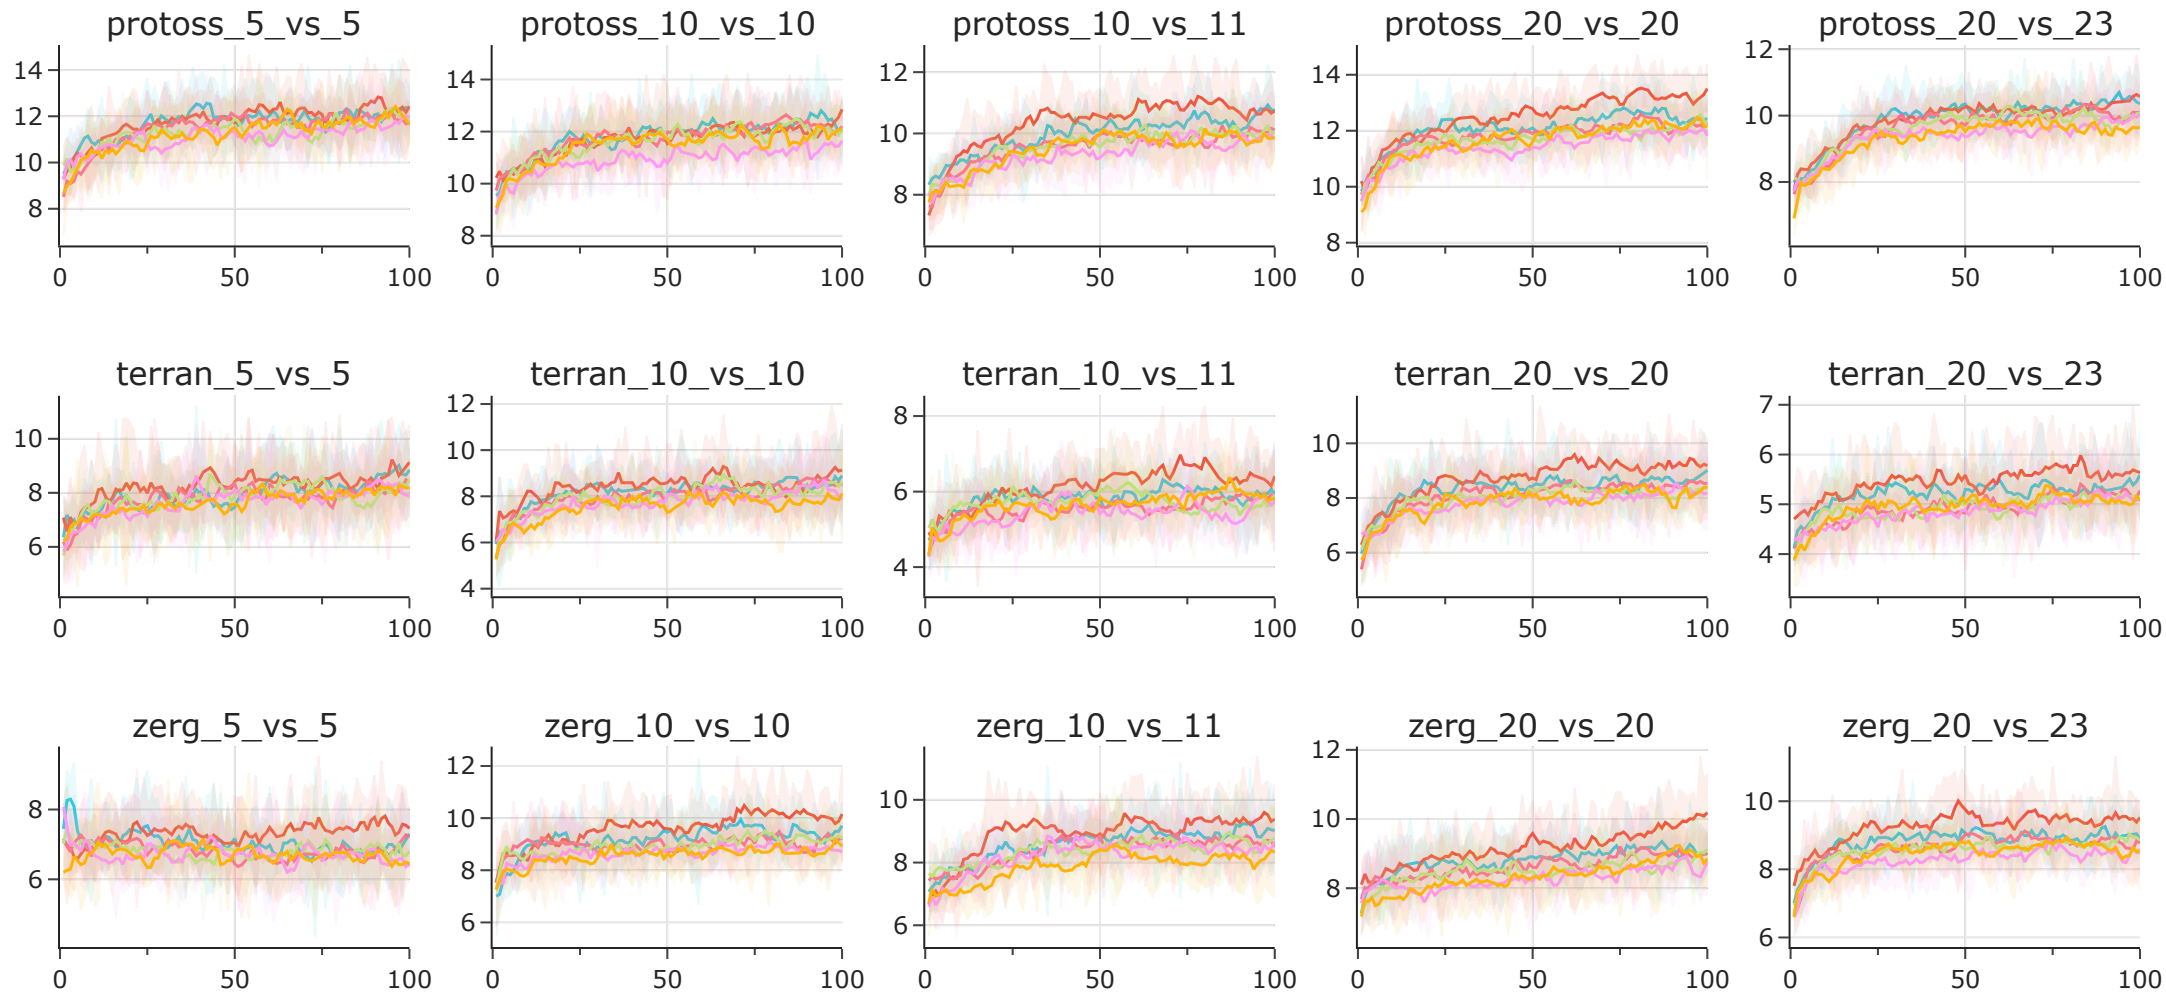 protoss_5_vs_5 protoss_10_vs_10 protoss_10_vs_11 protoss_20_vs_20 protoss_20_vs_23
14 12 10 8
14 12 10 8
12 10 8
14 12 10 8
12 10 8
0 50 100 0 50 100 0 50 100 0 50 100 0 50 100
terran_5_vs_5 terran_10_vs_10 terran_10_vs_11 terran_20_vs_20 terran_20_vs_23
10 8 6
12 10 8 6 4
8 6 4
10 8 6
7 6 5 4
0 50 100 0 50 100 0 50 100 0 50 100 0 50 100
zerg_5_vs_5 zerg_10_vs_10 zerg_10_vs_11 zerg_20_vs_20 zerg_20_vs_23
8 6
12 10 8 6
10 8 6
12 10 8
10 8 6
0 50 100 0 50 100 0 50 100 0 50 100 0 50 100